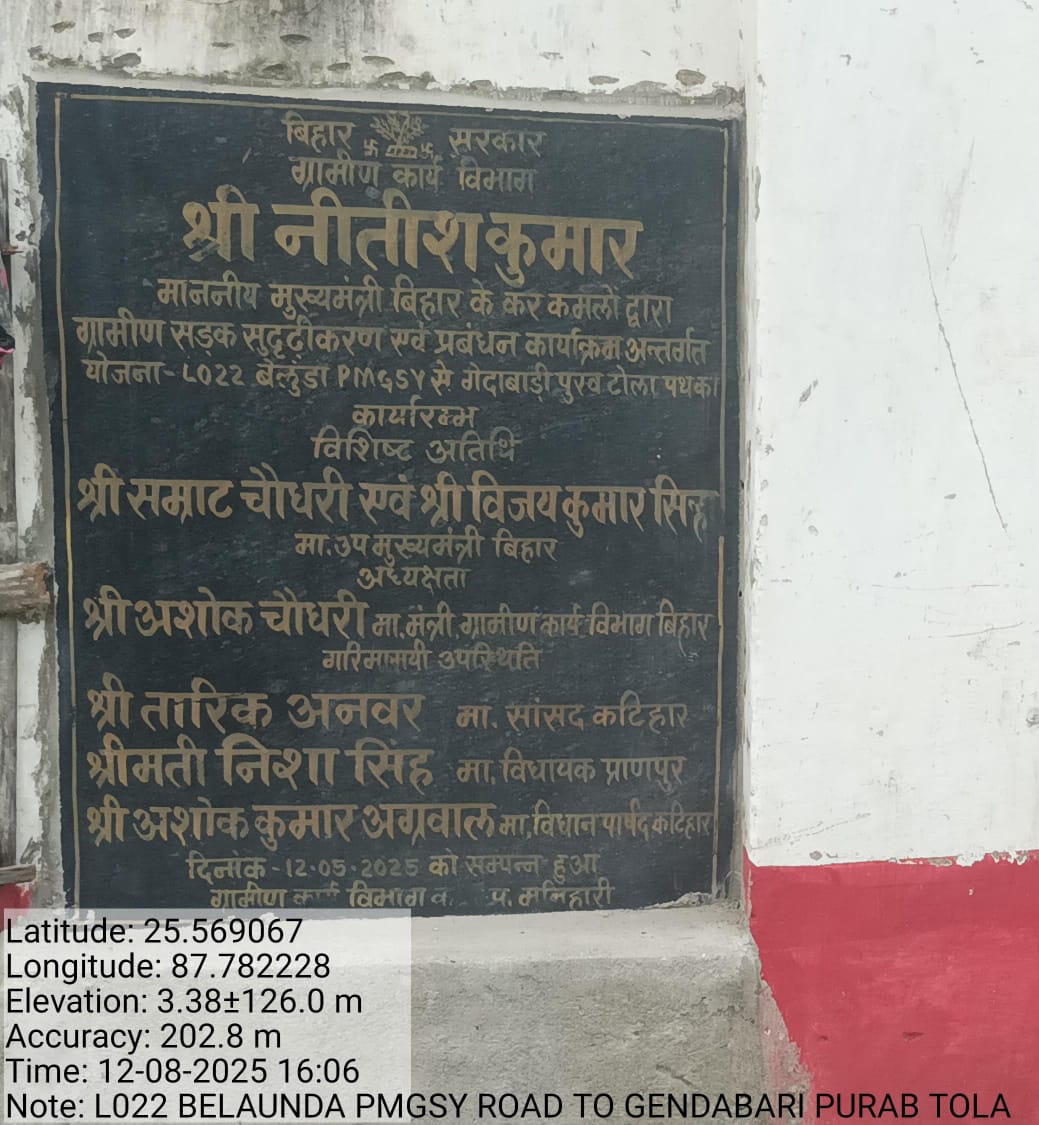 बिहार सरकार
ग्रामीण कार्य विभाग
श्री नीतीश कुमार
माननीय मुख्यमंत्री बिहार के कर कमलों द्वारा
ग्रामीण सड़क सुदृढ़ीकरण एवं प्रबंधन कार्याक्रम अन्तर्गत
योजना - L022 बेलुंडा PMGSY से गेदाबाड़ी पुरव टोला पथ का
कार्यारम्भ
विशिष्ट अतिथि
श्री सम्राट चौधरी एवं श्री विजय कुमार सिन्हा
मा. उप मुख्यमंत्री बिहार
अध्यक्षता
श्री अशोक चौधरी मा. मंत्री, ग्रामीण कार्य विभाग बिहार
गरिमामयी उपस्थिति
श्री तारिक अनवर मा. सांसद कटिहार
श्रीमती निशा सिंह मा. विधायक प्राणपुर
श्री अशोक कुमार अग्रवाल मा. विधान पार्षद कटिहार
दिनांक - 12.05.2025 को सम्पन्न हुआ
ग्रामीण कार्य विभाग प्र. मनिहारी
Latitude: 25.569067
Longitude: 87.782228
Elevation: 3.38±126.0 m
Accuracy: 202.8 m
Time: 12-08-2025 16:06
Note: L022 BELAUNDA PMGSY ROAD TO GENDABARI PURAB TOLA